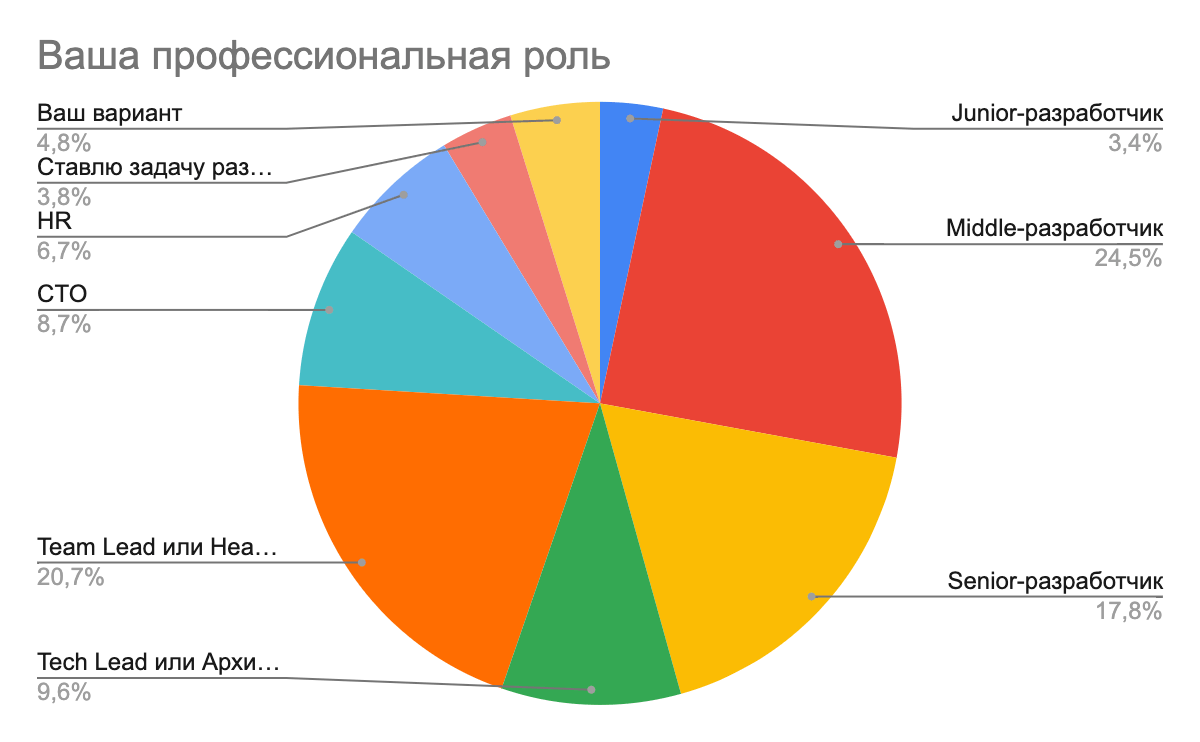 Ваша профессиональная роль
Ваш вариант
4,8%
Ставлю задачу раз…
3,8%
HR
6,7%
CTO
8,7%
Team Lead или Hea…
20,7%
Tech Lead или Архи…
9,6%
Junior-разработчик
3,4%
Middle-разработчик
24,5%
Senior-разработчик
17,8%